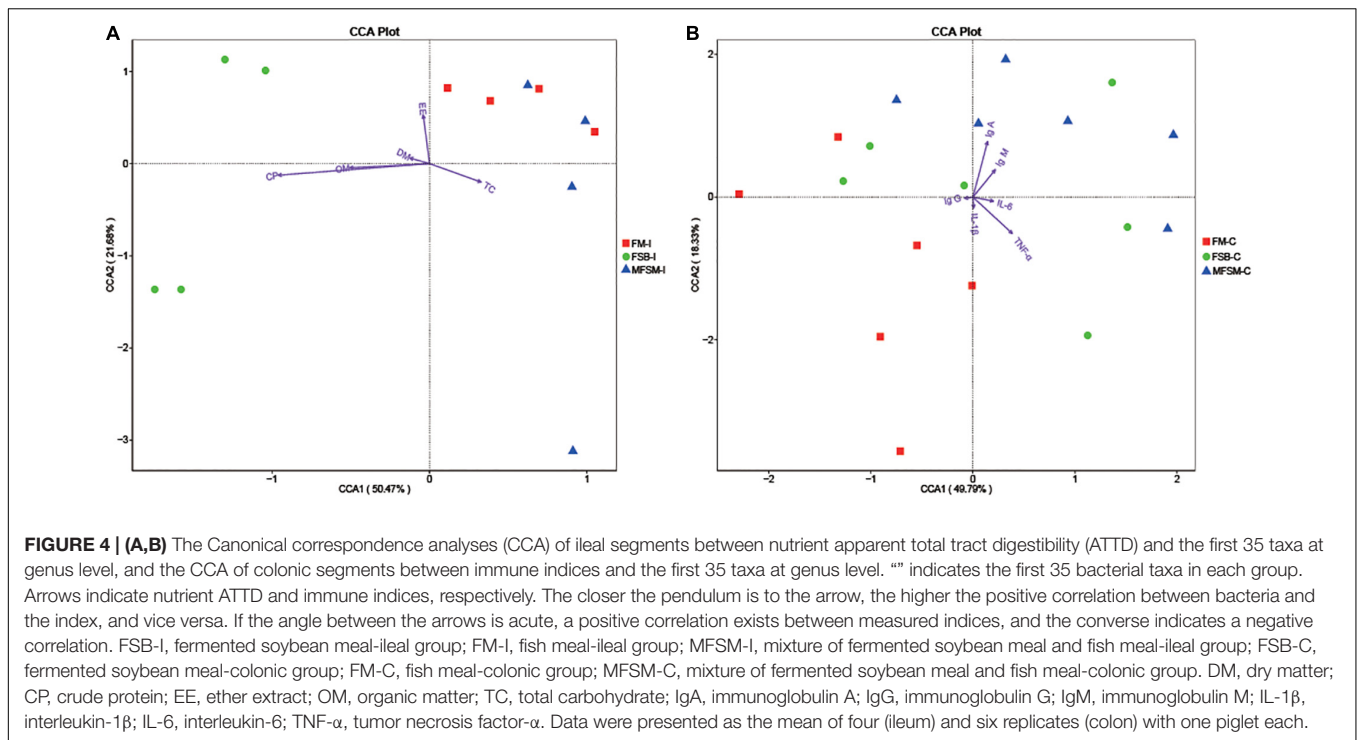 A
CCA Plot
1
0
−1
−2
−3
CCA2 ( 21.68% )
EE
DM
OM
CP
TC
−1
0
1
CCA1 ( 50.47% )
FM-I
FSB-I
MFSM-I
B
CCA Plot
2
0
−2
CCA2 ( 18.33% )
Ig A
Ig M
Ig G
IL-6
IL-1β
TNF-α
−2
−1
0
1
2
CCA1 ( 49.79% )
FM-C
FSB-C
MFSM-C
FIGURE 4 | (A,B) The Canonical correspondence analyses (CCA) of ileal segments between nutrient apparent total tract digestibility (ATTD) and the first 35 taxa at
genus level, and the CCA of colonic segments between immune indices and the first 35 taxa at genus level. “” indicates the first 35 bacterial taxa in each group.
Arrows indicate nutrient ATTD and immune indices, respectively. The closer the pendulum is to the arrow, the higher the positive correlation between bacteria and
the index, and vice versa. If the angle between the arrows is acute, a positive correlation exists between measured indices, and the converse indicates a negative
correlation. FSB-I, fermented soybean meal-ileal group; FM-I, fish meal-ileal group; MFSM-I, mixture of fermented soybean meal and fish meal-ileal group; FSB-C,
fermented soybean meal-colonic group; FM-C, fish meal-colonic group; MFSM-C, mixture of fermented soybean meal and fish meal-colonic group. DM, dry matter;
CP, crude protein; EE, ether extract; OM, organic matter; TC, total carbohydrate; IgA, immunoglobulin A; IgG, immunoglobulin G; IgM, immunoglobulin M; IL-1β,
interleukin-1β; IL-6, interleukin-6; TNF-α, tumor necrosis factor-α. Data were presented as the mean of four (ileum) and six replicates (colon) with one piglet each.